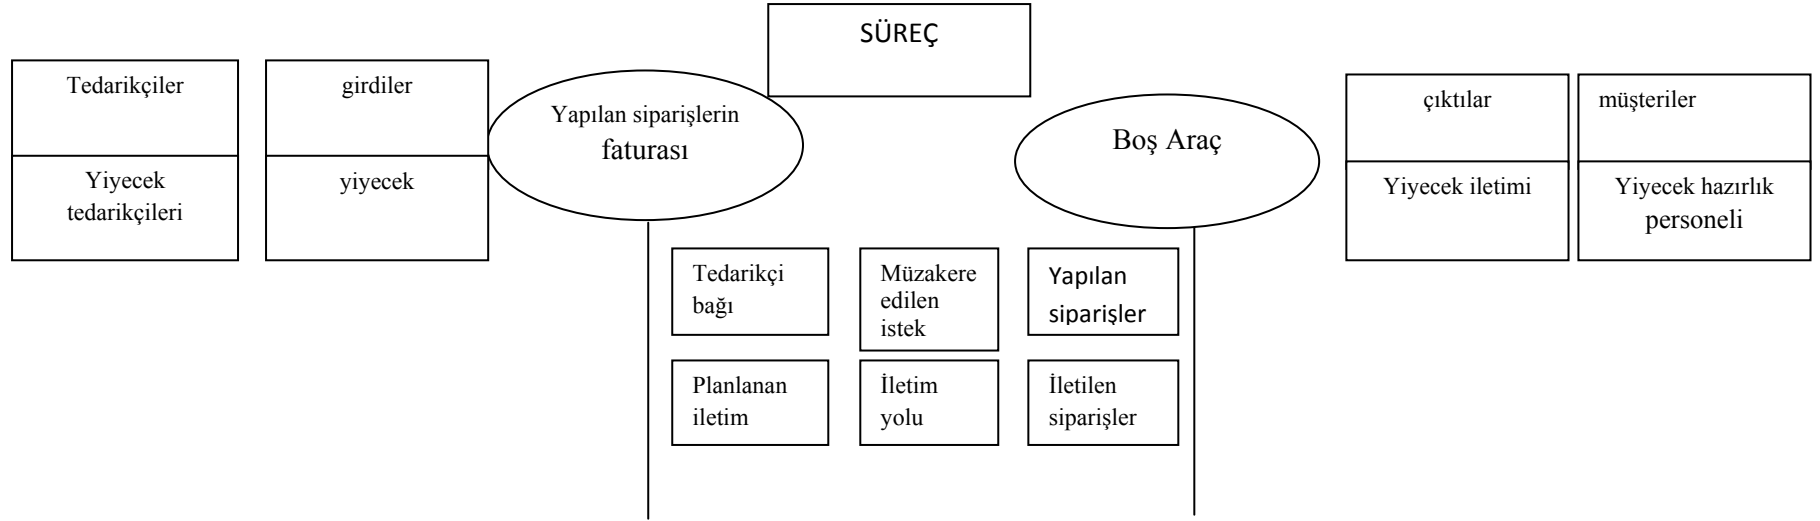 SÜREÇ
Tedarikçiler
Yiyecek
tedarikçileri
girdiler
yiyecek
Yapılan siparişlerin
faturası
Boş Araç
çıktılar
Yiyecek iletimi
müşteriler
Yiyecek hazırlık
personeli
Tedarikçi
bağı
Müzakere
edilen
istek
Yapılan
siparişler
Planlanan
iletim
İletim
yolu
İletilen
siparişler